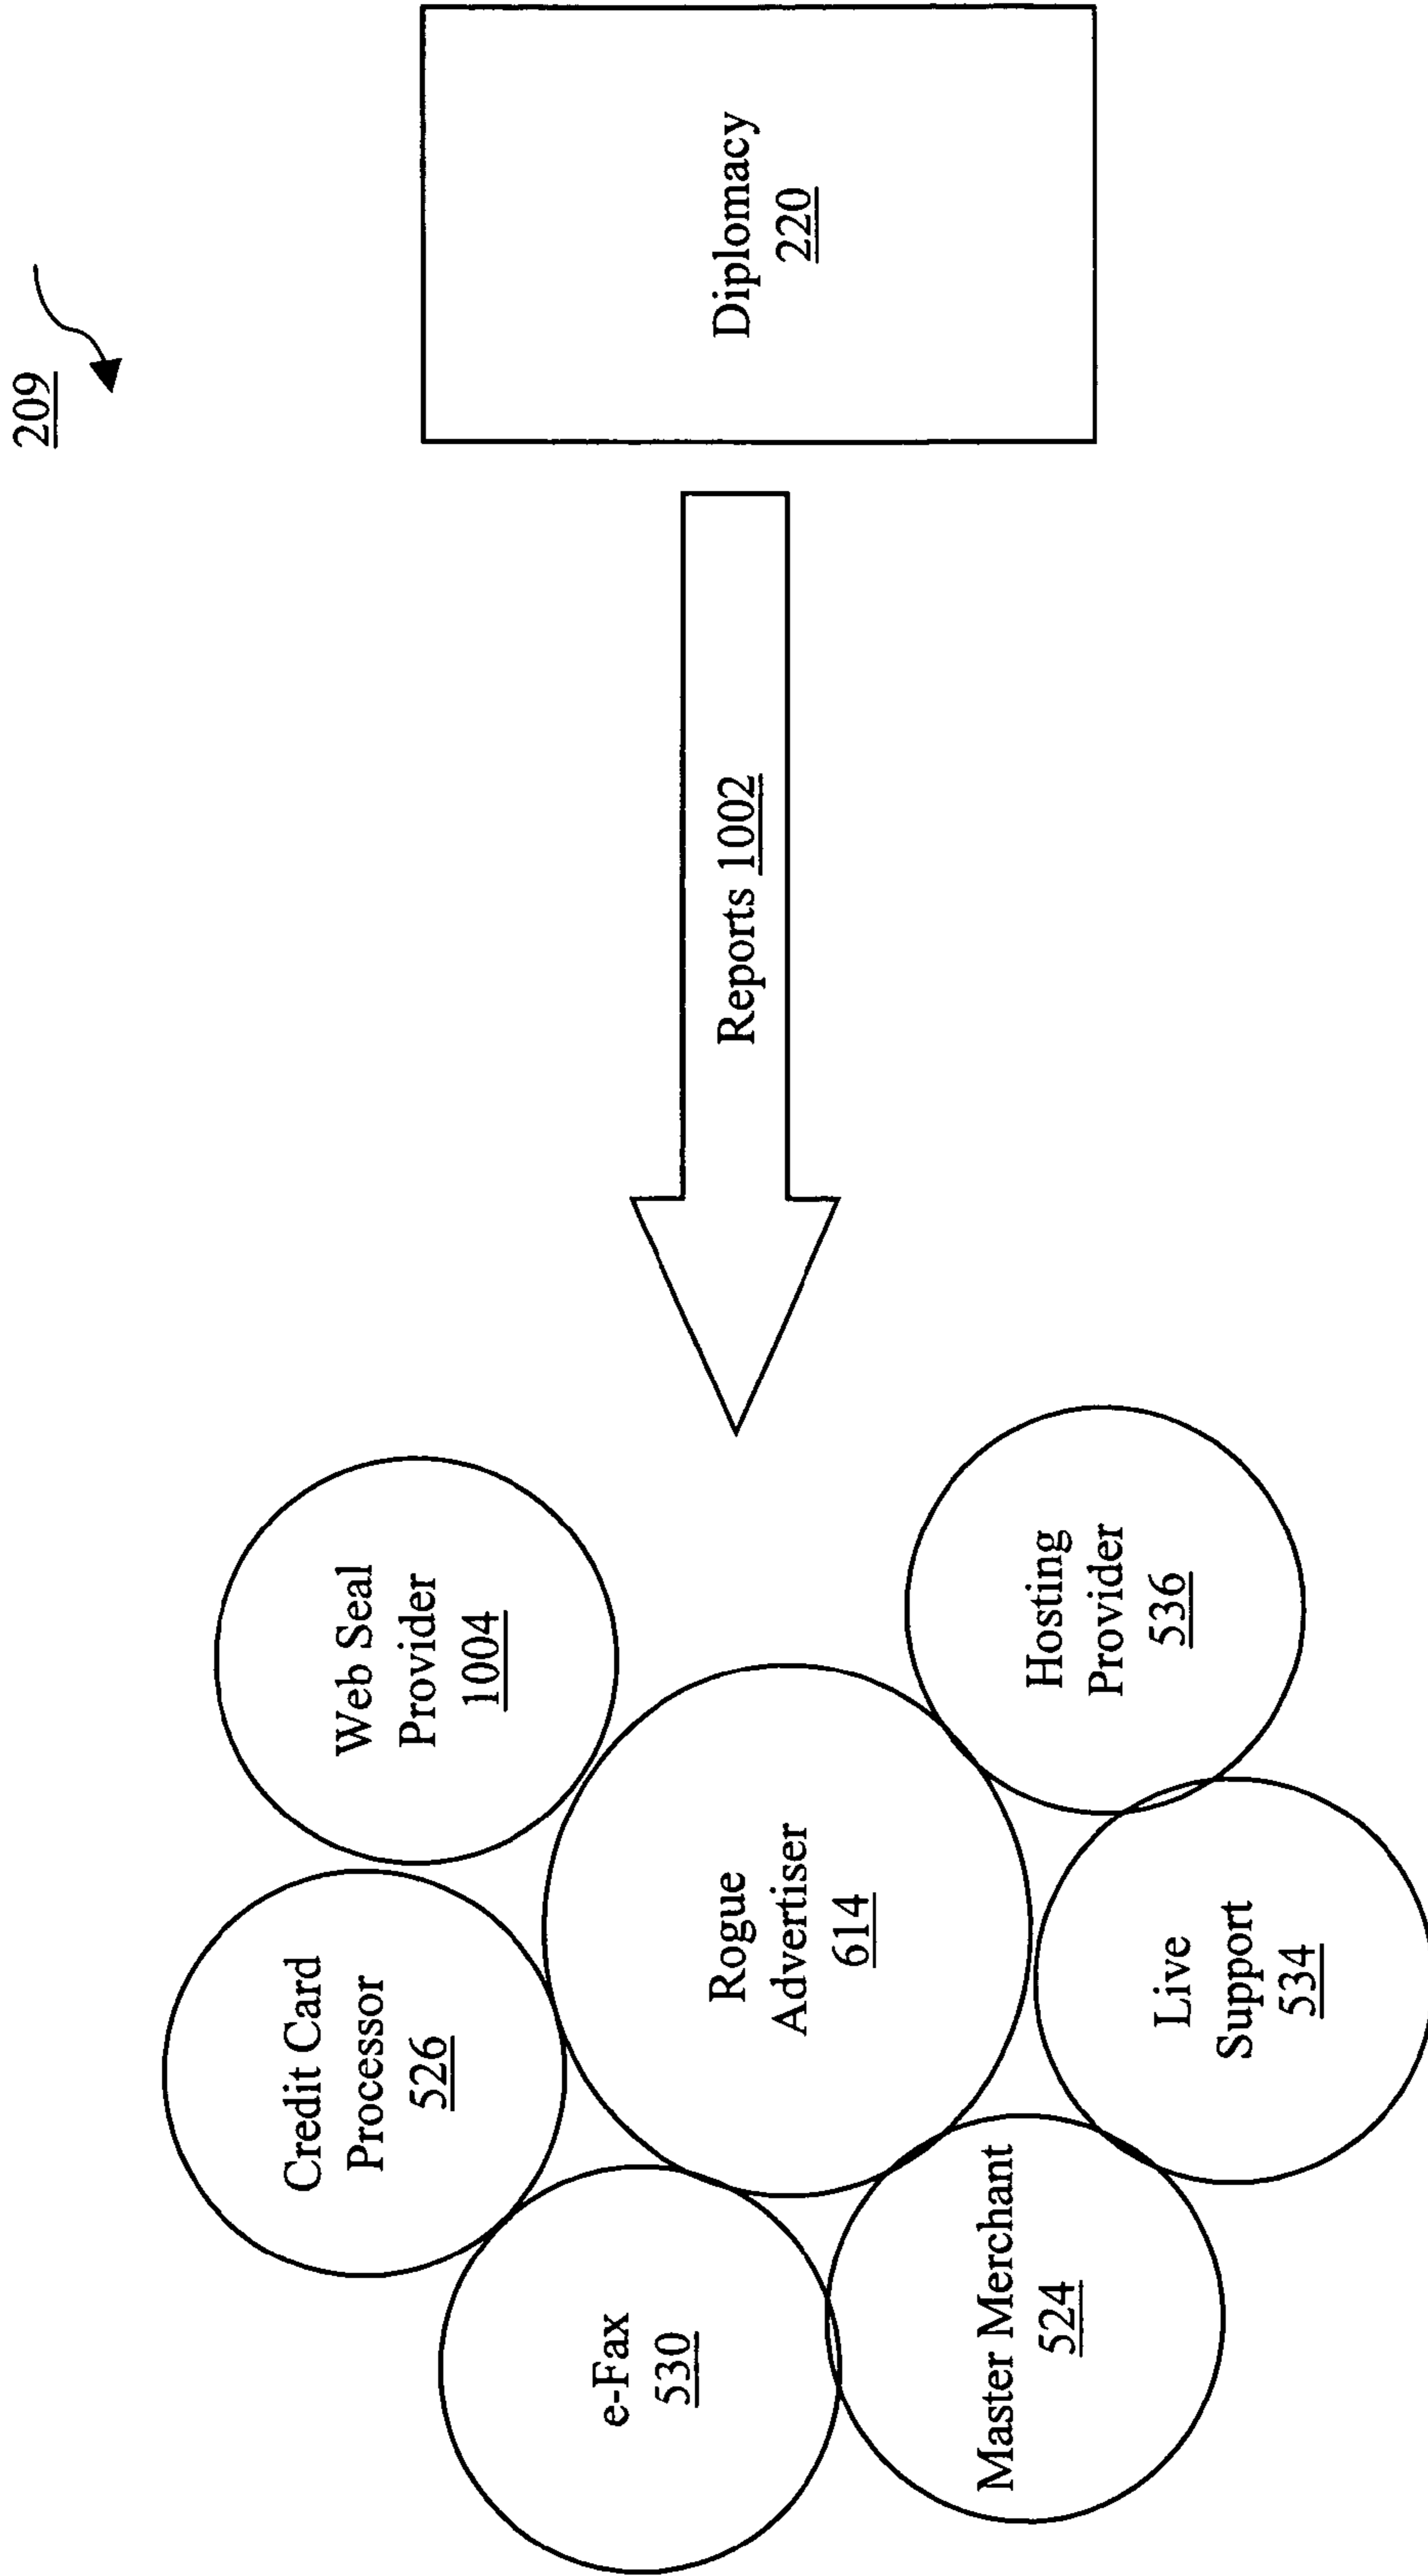 209
Diplomacy
220
Reports 1002
Web Seal
Provider
1004
Credit Card
Processor
526
e-Fax
530
Rogue
Advertiser
614
Master Merchant
524
Live
Support
534
Hosting
Provider
536